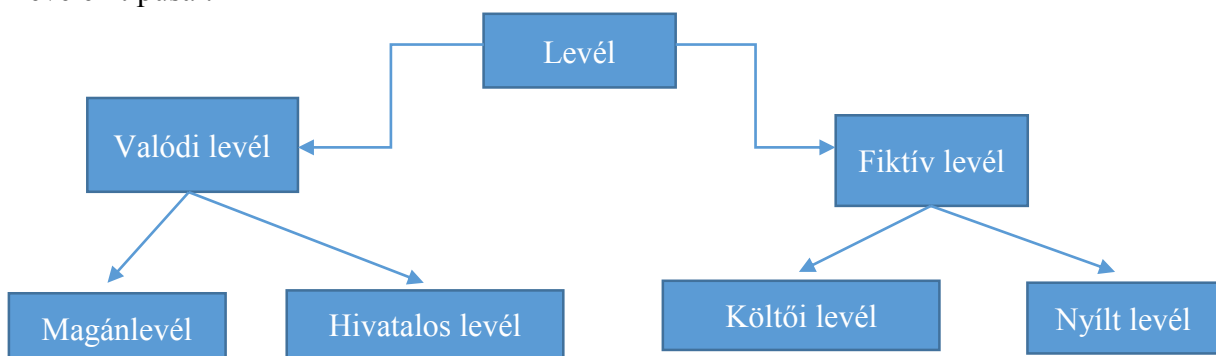 Levél
Valódi levél
Fiktív levél
Magánlevél
Hivatalos levél
Költői levél
Nyílt levél